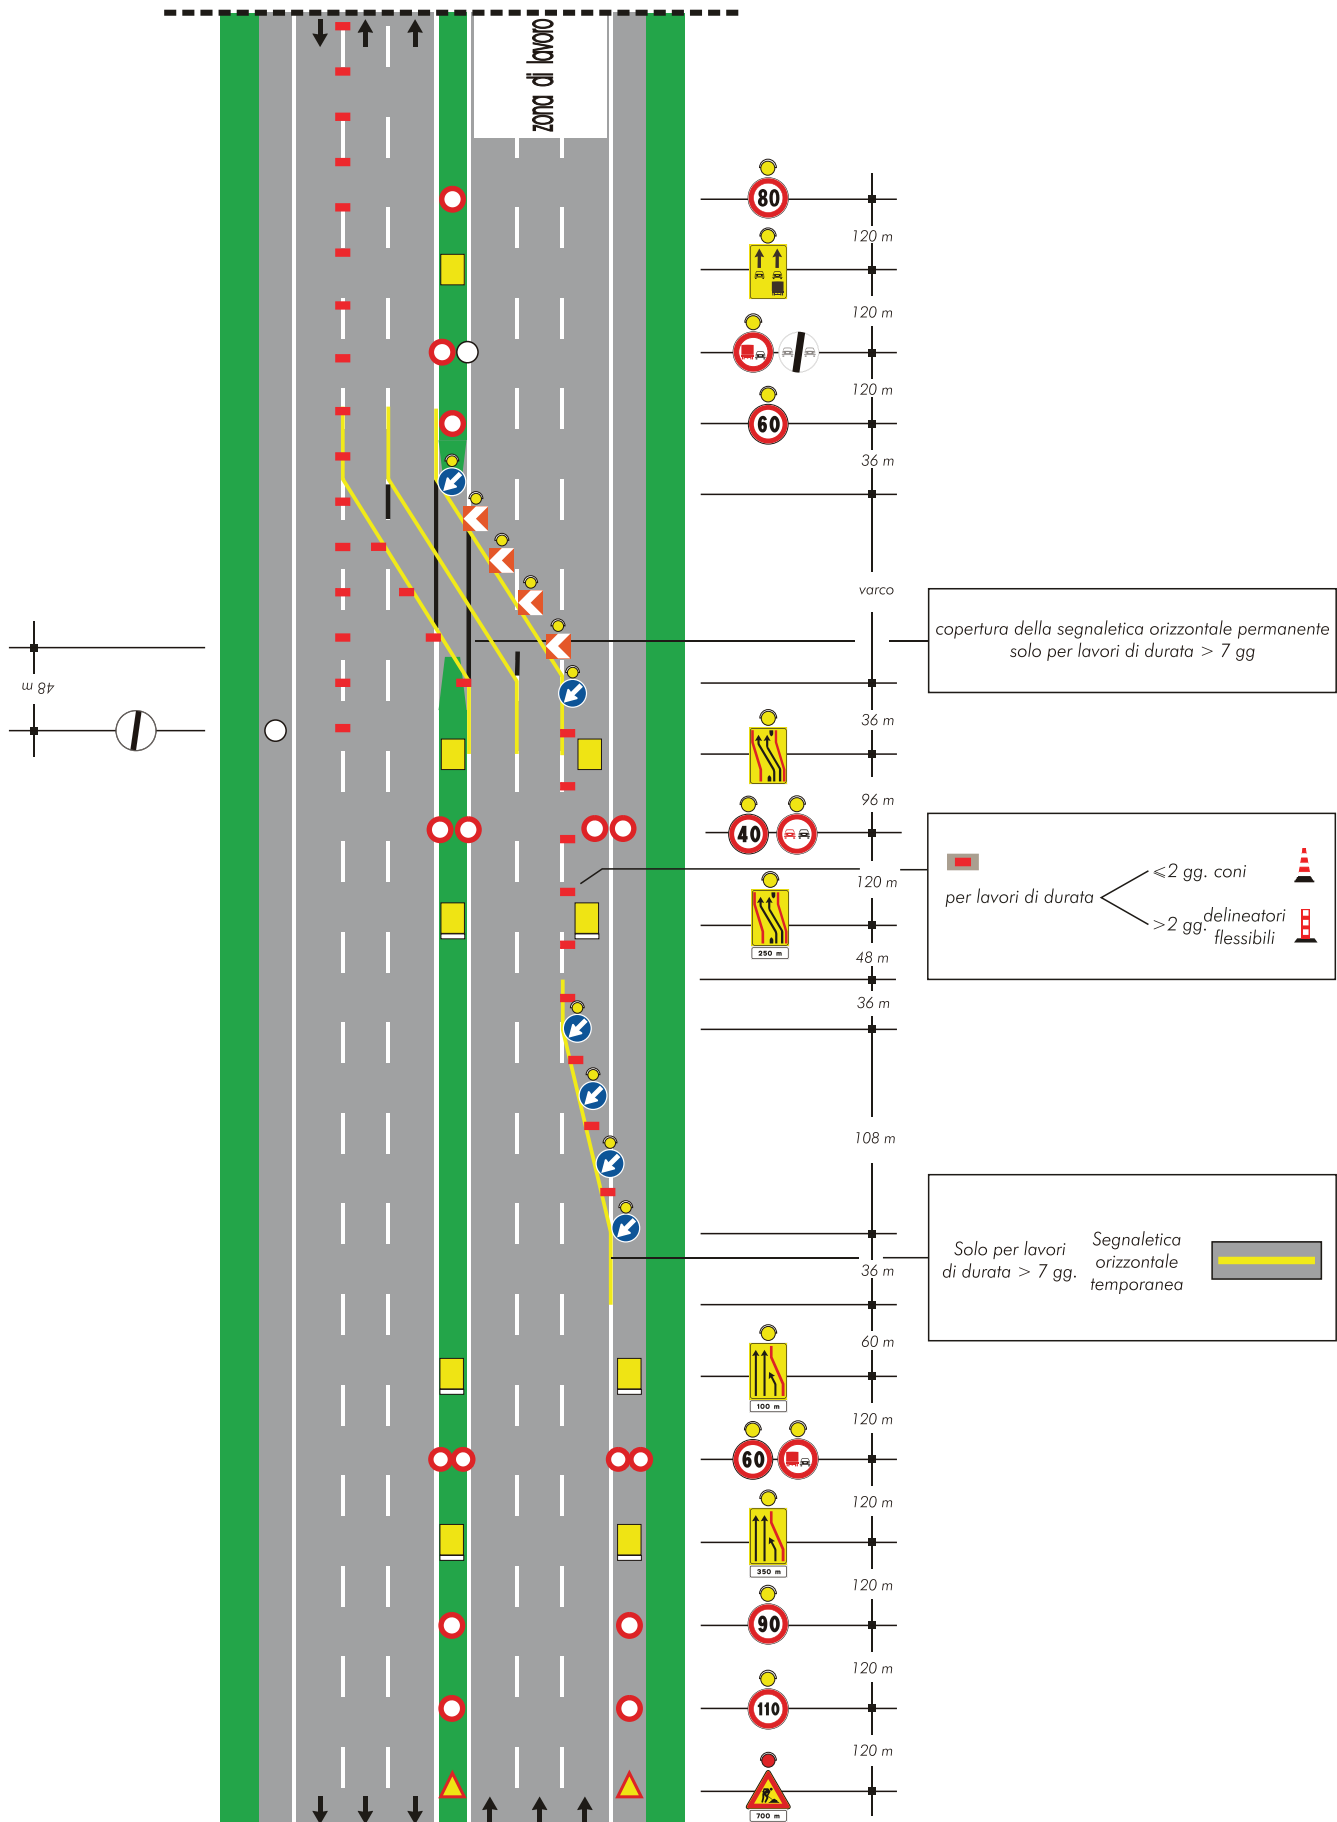 zona di lavoro
80
120 m
120 m
120 m
60
36 m
varco
copertura della segnaletica orizzontale permanente
solo per lavori di durata > 7 gg
48 m
36 m
96 m
40
120 m
250 m
48 m
36 m
per lavori di durata
⩽2 gg. coni
>2 gg. delineatori
flessibili
108 m
Solo per lavori
di durata > 7 gg.
Segnaletica
orizzontale
temporanea
36 m
60 m
100 m
120 m
60
120 m
350 m
120 m
90
120 m
110
120 m
700 m